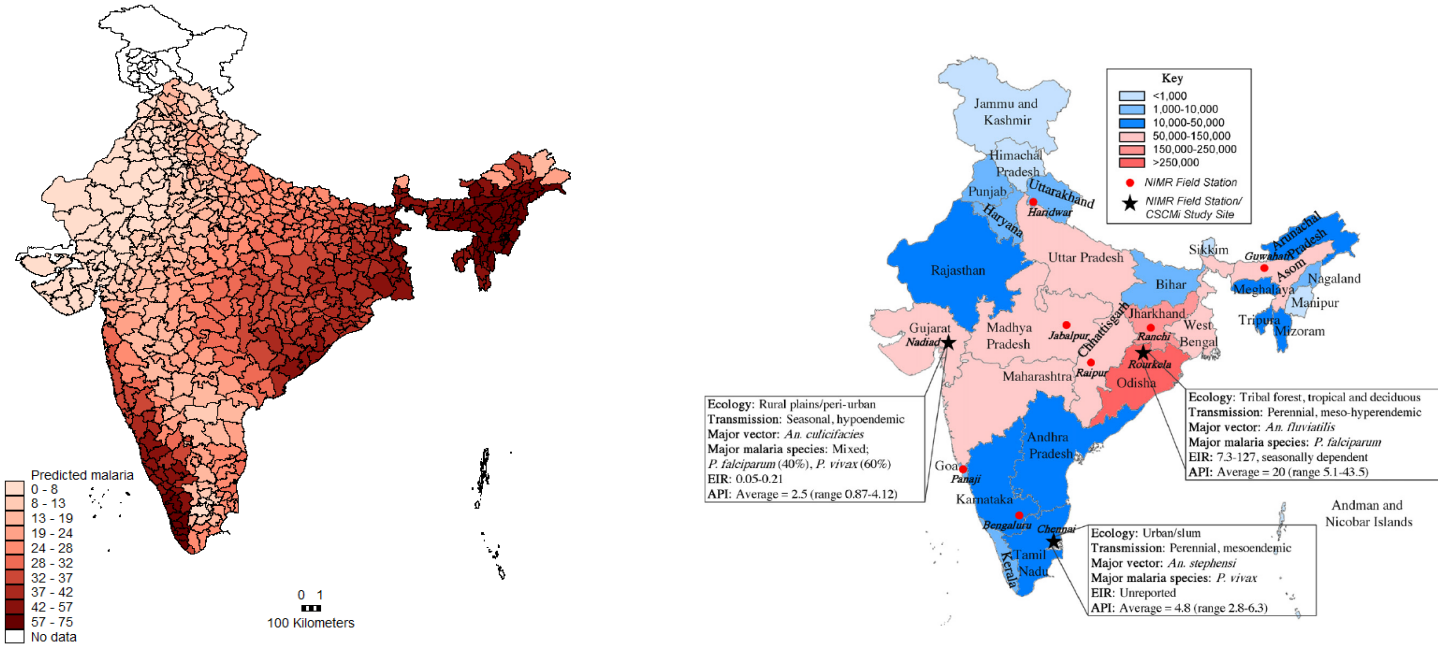 Predicted malaria
0 - 8
8 - 13
13 - 19
19 - 24
24 - 28
28 - 32
32 - 37
37 - 42
42 - 57
57 - 75
No data
0 1
100 Kilometers
Key
<1,000
1,000-10,000
10,000-50,000
50,000-150,000
150,000-250,000
>250,000
NIMR Field Station
NIMR Field Station/
CSCMi Study Site
Jammu and
Kashmir
Himachal
Pradesh
Punjab
Uttarakhand
Haridwar
Haryana
Rajasthan
Uttar Pradesh
Sikkim
Arunachal
Pradesh
Guwahati
Asom
Nagaland
Meghalaya
Manipur
Tripura
Mizoram
Bihar
Jharkhand
Ranchi
West
Bengal
Gujarat
Nadiad
Madhya
Pradesh
Jabalpur
Chhattisgarh
Raipur
Rourkela
Odisha
Maharashtra
Andhra
Pradesh
Goa
Panaji
Karnataka
Bengaluru
Chennai
Tamil
Nadu
Kerala
Andman and
Nicobar Islands
Ecology: Rural plains/peri-urban
Transmission: Seasonal, hypoendemic
Major vector: An. culicifacies
Major malaria species: Mixed;
P. falciparum (40%), P. vivax (60%)
EIR: 0.05-0.21
API: Average = 2.5 (range 0.87-4.12)
Ecology: Tribal forest, tropical and deciduous
Transmission: Perennial, meso-hyperendemic
Major vector: An. fluviatilis
Major malaria species: P. falciparum
EIR: 7.3-127, seasonally dependent
API: Average = 20 (range 5.1-43.5)
Ecology: Urban/slum
Transmission: Perennial, mesoendemic
Major vector: An. stephensi
Major malaria species: P. vivax
EIR: Unreported
API: Average = 4.8 (range 2.8-6.3)